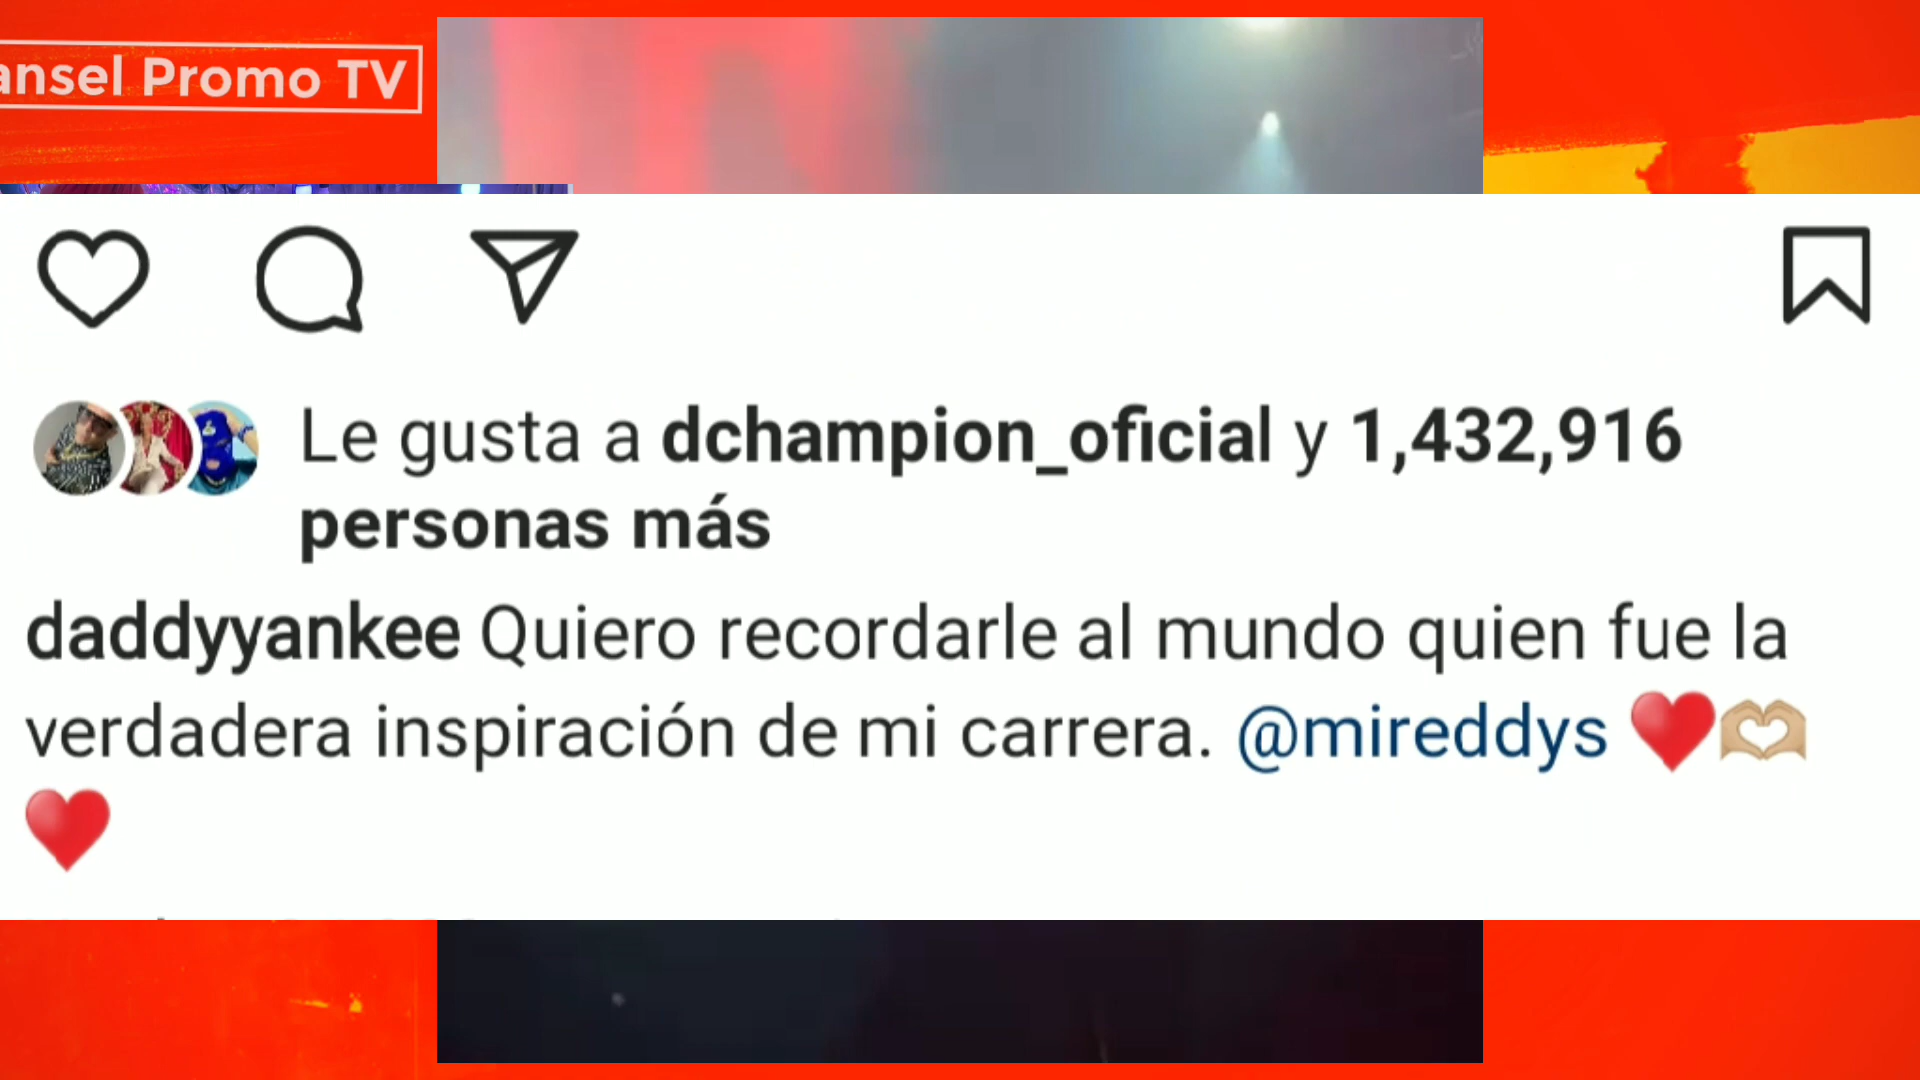 ansel Promo TV
Le gusta a dchampion_oficial y 1,432,916
personas más
daddyyankee Quiero recordarle al mundo quien fue la
verdadera inspiración de mi carrera. @mireddys ❤️🫶🏼
❤️